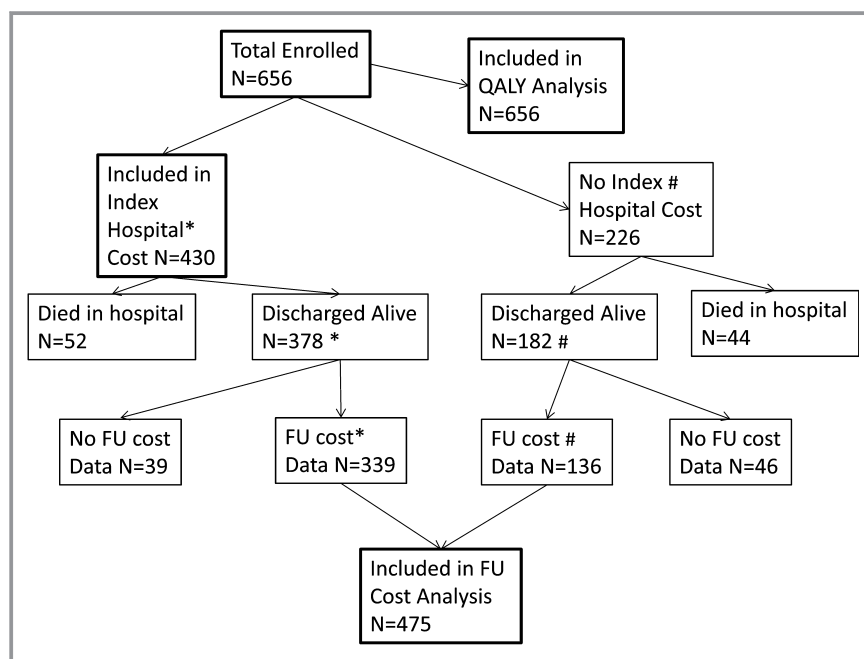 Total Enrolled
N=656
Included in
QALY Analysis
N=656
Included in
Index
Hospital*
Cost N=430
No Index #
Hospital Cost
N=226
Died in hospital
N=52
Discharged Alive
N=378 *
Discharged Alive
N=182 #
Died in hospital
N=44
No FU cost
Data N=39
FU cost*
Data N=339
FU cost #
Data N=136
No FU cost
Data N=46
Included in FU
Cost Analysis
N=475